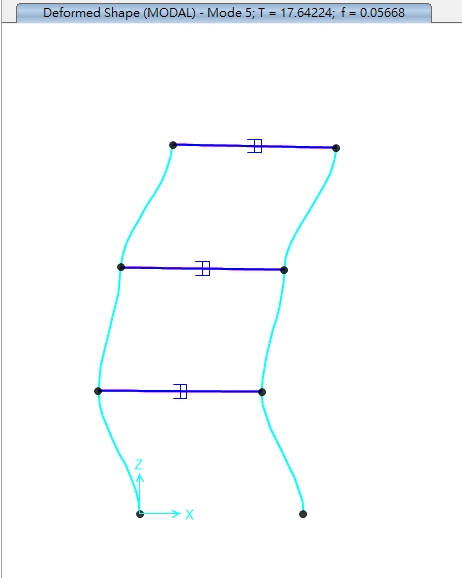 Deformed Shape (MODAL) - Mode 5; T = 17.64224; f = 0.05668
Z
X